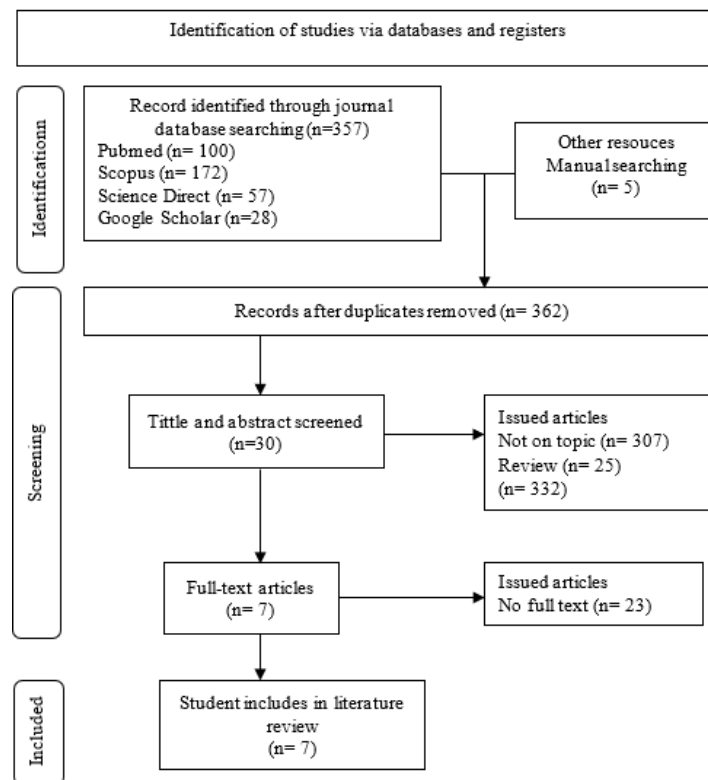 Identification of studies via databases and registers
Identificationn
Record identified through journal
database searching (n=357)
Pubmed (n= 100)
Scopus (n= 172)
Science Direct (n= 57)
Google Scholar (n=28)
Other resouces
Manual searching
(n= 5)
Screening
Records after duplicates removed (n= 362)
Tittle and abstract screened
(n=30)
Issued articles
Not on topic (n= 307)
Review (n= 25)
(n= 332)
Full-text articles
(n= 7)
Issued articles
No full text (n= 23)
Included
Student includes in literature
review
(n= 7)